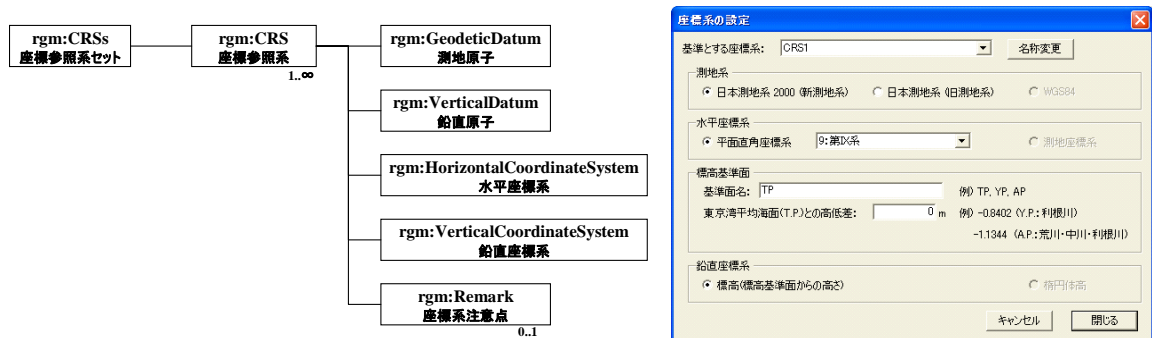 rgm:CRSs
座標参照系セット
rgm:CRS
座標参照系
1..∞
rgm:GeodeticDatum
測地原子
rgm:VerticalDatum
鉛直原子
rgm:HorizontalCoordinateSystem
水平座標系
rgm:VerticalCoordinateSystem
鉛直座標系
rgm:Remark
座標系注意点
0..1
座標系の設定
基準とする座標系: CRS1 名称変更
測地系
日本測地系 2000 (新測地系) 日本測地系 (旧測地系) WGS84
水平座標系
平面直角座標系 9:第IX系 測地座標系
標高基準面
基準面名: TP 例) TP, YP, AP
東京湾平均海面(T.P.)との高低差: 0 m 例) -0.8402 (Y.P.:利根川)
-1.1344 (A.P.:荒川・中川・利根川)
鉛直座標系
標高(標高基準面からの高さ) 楕円体高
キャンセル 閉じる